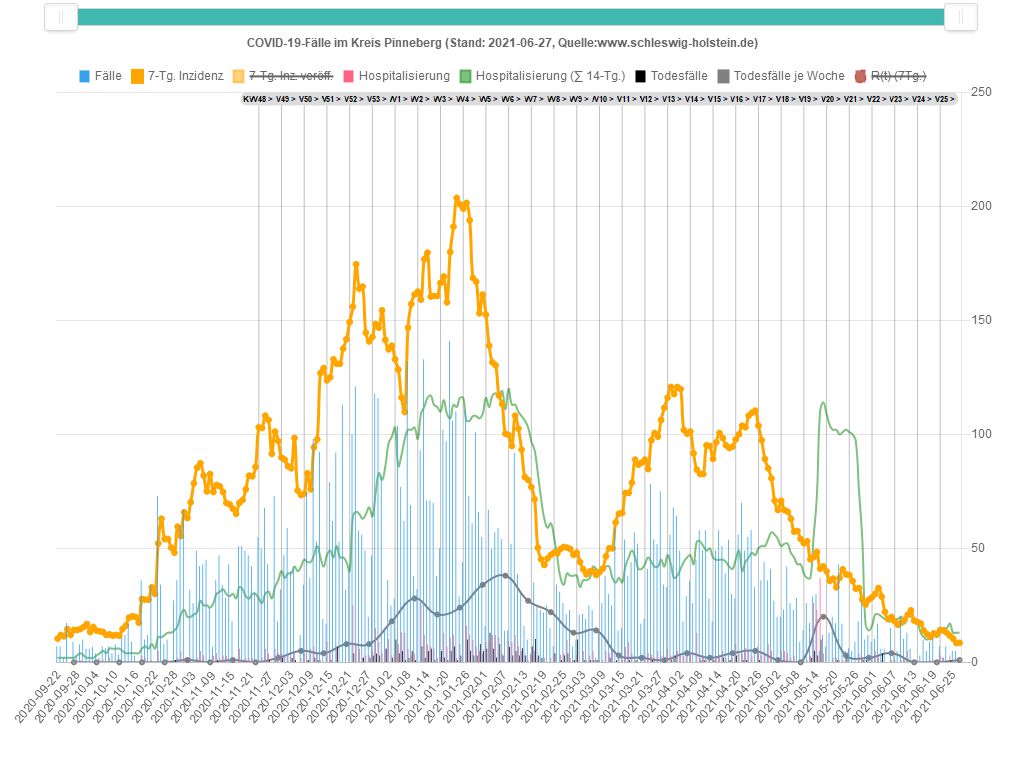 COVID-19-Fälle im Kreis Pinneberg (Stand: 2021-06-27, Quelle:www.schleswig-holstein.de)
Fälle 7-Tg. Inzidenz 7-Tg. Inz. veröff. Hospitalisierung Hospitalisierung (∑ 14-Tg.) Todesfälle Todesfälle je Woche R(t) (7Tg.)
KW48 > V49 > V50 > V51 > V52 > V53 > V1 > W2 > W3 > W4 > W5 > W6 > W7 > W8 > W9 > V10 > V11 > V12 > V13 > V14 > V15 > V16 > V17 > V18 > V19 > V20 > V21 > V22 > V23 > V24 > V25 >
250
200
150
100
50
0
2020-09-22 2020-09-28 2020-10-04 2020-10-10 2020-10-16 2020-10-22 2020-10-28 2020-11-03 2020-11-09 2020-11-15 2020-11-21 2020-11-27 2020-12-03 2020-12-09 2020-12-15 2020-12-21 2020-12-27 2021-01-02 2021-01-08 2021-01-14 2021-01-20 2021-01-26 2021-02-01 2021-02-07 2021-02-13 2021-02-19 2021-02-25 2021-03-03 2021-03-09 2021-03-15 2021-03-21 2021-03-27 2021-04-02 2021-04-08 2021-04-14 2021-04-20 2021-04-26 2021-05-02 2021-05-08 2021-05-14 2021-05-20 2021-05-26 2021-06-01 2021-06-07 2021-06-13 2021-06-19 2021-06-25